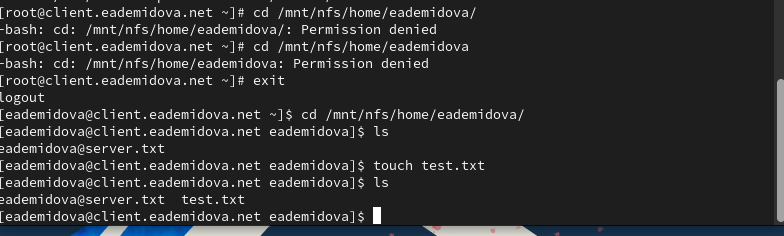 [root@client.eademidova.net ~]# cd /mnt/nfs/home/eademidova/
-bash: cd: /mnt/nfs/home/eademidova/: Permission denied
[root@client.eademidova.net ~]# cd /mnt/nfs/home/eademidova
-bash: cd: /mnt/nfs/home/eademidova: Permission denied
[root@client.eademidova.net ~]# exit
logout
[eademidova@client.eademidova.net ~]$ cd /mnt/nfs/home/eademidova/
[eademidova@client.eademidova.net eademidova]$ ls
eademidova@server.txt
[eademidova@client.eademidova.net eademidova]$ touch test.txt
[eademidova@client.eademidova.net eademidova]$ ls
eademidova@server.txt  test.txt
[eademidova@client.eademidova.net eademidova]$